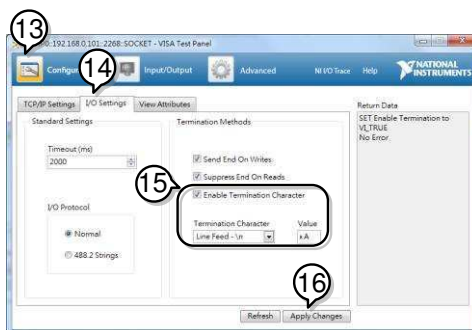 13
0::192.168.0.101::2268::SOCKET - VISA Test Panel
14
Input/Output
Advanced
NI I/O Trace
Help
NATIONAL
INSTRUMENTS
TCP/IP Settings
I/O Settings
View Attributes
Return Data
Standard Settings
Termination Methods
SET Enable Termination to
VI_TRUE
No Error
Timeout (ms)
2000
Send End On Writes
Suppress End On Reads
15
Enable Termination Character
I/O Protocol
Termination Character
Value
Normal
Line Feed - \n
xA
488.2 Strings
16
Refresh
Apply Changes